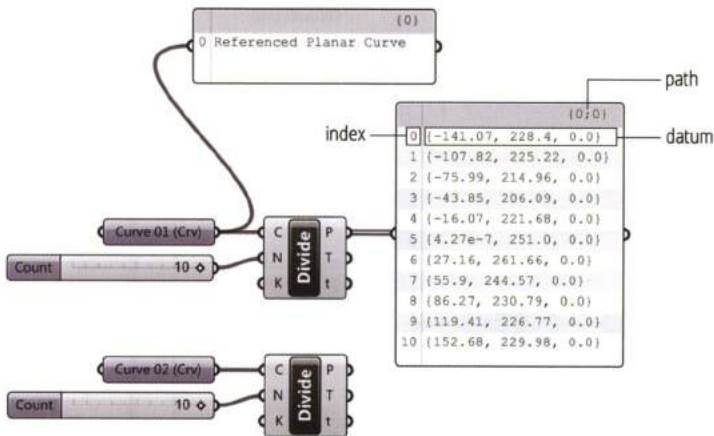 {0}
0 Referenced Planar Curve
path
{0;0}
index
datum
0 {-141.07, 228.4, 0.0}
1 {-107.82, 225.22, 0.0}
2 {-75.99, 214.96, 0.0}
3 {-43.85, 206.09, 0.0}
4 {-16.07, 221.68, 0.0}
5 {4.27e-7, 251.0, 0.0}
6 {27.16, 261.66, 0.0}
7 {55.9, 244.57, 0.0}
8 {86.27, 230.79, 0.0}
9 {119.41, 226.77, 0.0}
10 {152.68, 229.98, 0.0}
Curve 01 (Crv)
Count 10
C N K Divide P T t
Curve 02 (Crv)
Count 10
C N K Divide P T t